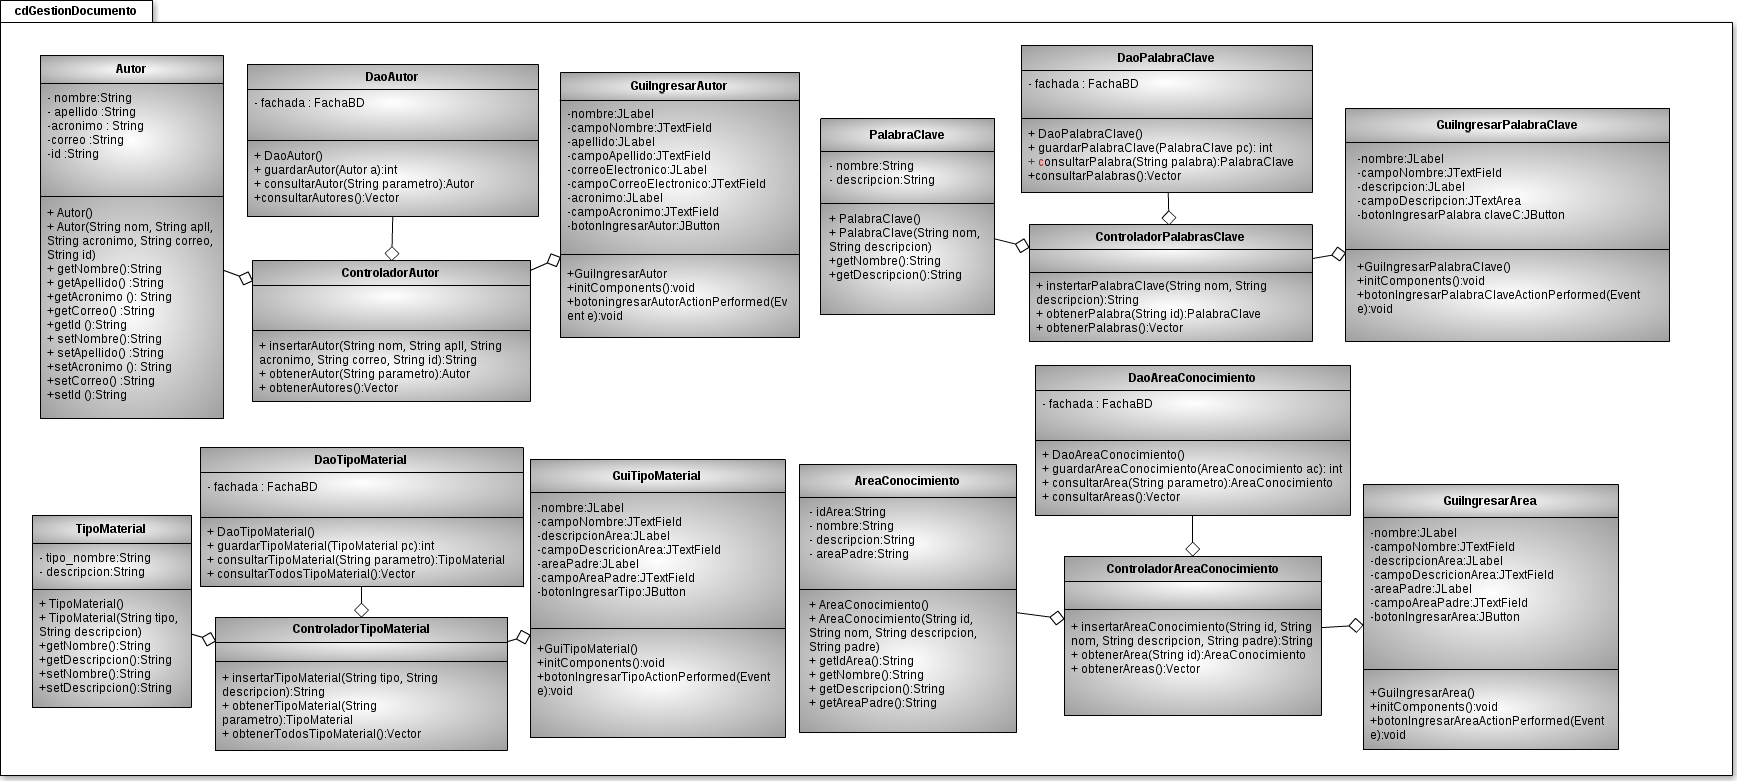 cdGestionDocumento
Autor
- nombre:String
- apellido :String
-acronimo : String
-correo :String
-id :String
+ Autor()
+ Autor(String nom, String apll,
String acronimo, String correo,
String id)
+ getNombre():String
+ getApellido() :String
+getAcronimo (): String
+getCorreo() :String
+getId ():String
+ setNombre():String
+ setApellido() :String
+setAcronimo (): String
+setCorreo() :String
+setId ():String
DaoAutor
- fachada : FachaBD
+ DaoAutor()
+ guardarAutor(Autor a):int
+ consultarAutor(String parametro):Autor
+consultarAutores():Vector
ControladorAutor
+ insertarAutor(String nom, String apll, String
acronimo, String correo, String id):String
+ obtenerAutor(String parametro):Autor
+ obtenerAutores():Vector
GuiIngresarAutor
-nombre:JLabel
-campoNombre:JTextField
-apellido:JLabel
-campoApellido:JTextField
-correoElectronico:JLabel
-campoCorreoElectronico:JTextField
-acronimo:JLabel
-campoAcronimo:JTextField
-botonIngresarAutor:JButton
+GuiIngresarAutor
+initComponents():void
+botoningresarAutorActionPerformed(Ev
ent e):void
PalabraClave
- nombre:String
- descripcion:String
+ PalabraClave()
+ PalabraClave(String nom,
String descripcion)
+getNombre():String
+getDescripcion():String
DaoPalabraClave
- fachada : FachaBD
+ DaoPalabraClave()
+ guardarPalabraClave(PalabraClave pc): int
+ consultarPalabra(String palabra):PalabraClave
+consultarPalabras():Vector
ControladorPalabrasClave
+ instertarPalabraClave(String nom, String
descripcion):String
+ obtenerPalabra(String id):PalabraClave
+ obtenerPalabras():Vector
GuiIngresarPalabraClave
-nombre:JLabel
-campoNombre:JTextField
-descripcion:JLabel
-campoDescripcion:JTextArea
-botonIngresarPalabra claveC:JButton
+GuiIngresarPalabraClave()
+initComponents():void
+botonIngresarPalabraClaveActionPerformed(Event
e):void
TipoMaterial
- tipo_nombre:String
- descripcion:String
+ TipoMaterial()
+ TipoMaterial(String tipo,
String descripcion)
+getNombre():String
+getDescripcion():String
+setNombre():String
+setDescripcion():String
DaoTipoMaterial
- fachada : FachaBD
+ DaoTipoMaterial()
+ guardarTipoMaterial(TipoMaterial pc):int
+ consultarTipoMaterial(String parametro):TipoMaterial
+ consultarTodosTipoMaterial():Vector
ControladorTipoMaterial
+ insertarTipoMaterial(String tipo, String
descripcion):String
+ obtenerTipoMaterial(String
parametro):TipoMaterial
+ obtenerTodosTipoMaterial():Vector
GuiTipoMaterial
-nombre:JLabel
-campoNombre:JTextField
-descripcionArea:JLabel
-campoDescricionArea:JTextField
-areaPadre:JLabel
-campoAreaPadre:JTextField
-botonIngresarTipo:JButton
+GuiTipoMaterial()
+initComponents():void
+botonIngresarTipoActionPerformed(Event
e):void
AreaConocimiento
- idArea:String
- nombre:String
- descripcion:String
- areaPadre:String
+ AreaConocimiento()
+ AreaConocimiento(String id,
String nom, String descripcion,
String padre)
+ getIdArea():String
+ getNombre():String
+ getDescripcion():String
+ getAreaPadre():String
DaoAreaConocimiento
- fachada : FachaBD
+ DaoAreaConocimiento()
+ guardarAreaConocimiento(AreaConocimiento ac): int
+ consultarArea(String parametro):AreaConocimiento
+ consultarAreas():Vector
ControladorAreaConocimiento
+ insertarAreaConocimiento(String id, String
nom, String descripcion, String padre):String
+ obtenerArea(String id):AreaConocimiento
+ obtenerAreas():Vector
GuiIngresarArea
-nombre:JLabel
-campoNombre:JTextField
-descripcionArea:JLabel
-campoDescricionArea:JTextField
-areaPadre:JLabel
-campoAreaPadre:JTextField
-botonIngresarArea:JButton
+GuiIngresarArea()
+initComponents():void
+botonIngresarAreaActionPerformed(Event
e):void